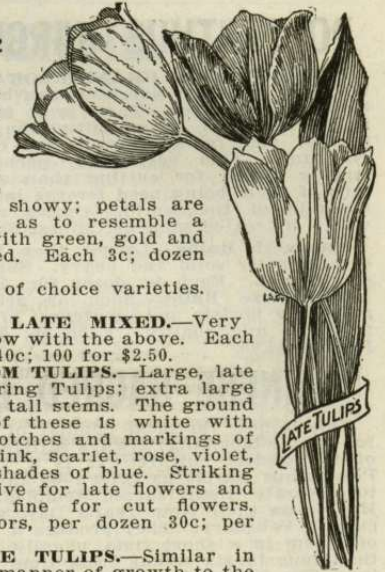 showy; petals are
as to resemble a
with green, gold and
ed. Each 3c; dozen
of choice varieties.
LATE MIXED.—Very
ow with the above. Each
40c; 100 for $2.50.
OM TULIPS.—Large, late
ring Tulips; extra large
tall stems. The ground
of these is white with
otches and markings of
ink, scarlet, rose, violet,
shades of blue. Striking
ive for late flowers and
fine for cut flowers.
ors, per dozen 30c; per
E TULIPS.—Similar in
manner of growth to the
LATE TULIPS